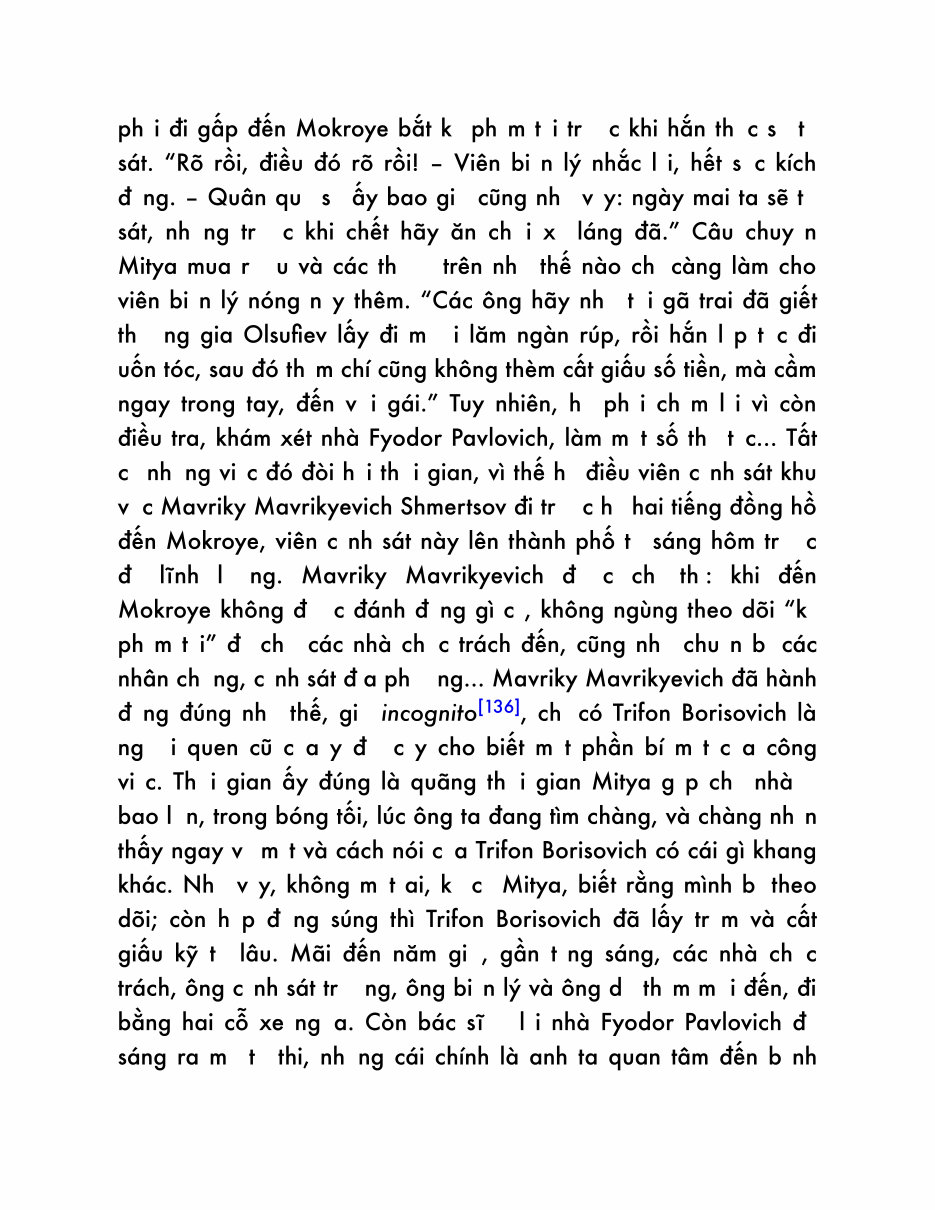 ph i đi gấp đến Mokroye bắt k ph m t i tr c khi hắn th c s t
sát. “Rõ rồi, điều đó rõ rồi! – Viên bi n lý nhắc l i, hết s c kích
đ ng. – Quân qu s ấy bao gi cũng nh v y: ngày mai ta sẽ t
sát, nh ng tr c khi chết hãy ăn ch i x láng đã.” Câu chuy n
Mitya mua r u và các th trên nh thế nào ch càng làm cho
viên bi n lý nóng n y thêm. “Các ông hãy nh t i gã trai đã giết
th ng gia Olsufiev lấy đi m i lăm ngàn rúp, rồi hắn l p t c đi
uốn tóc, sau đó th m chí cũng không thèm cất giấu số tiền, mà cầm
ngay trong tay, đến v i gái.” Tuy nhiên, h ph i ch m l i vì còn
điều tra, khám xét nhà Fyodor Pavlovich, làm m t số th t c... Tất
c nh ng vi c đó đòi h i th i gian, vì thế h điều viên c nh sát khu
v c Mavriky Mavrikyevich Shmertsov đi tr c h hai tiếng đồng hồ
đến Mokroye, viên c nh sát này lên thành phố t sáng hôm tr c
đ lĩnh l ng. Mavriky Mavrikyevich đ c ch th : khi đến
Mokroye không đ c đánh đ ng gì c , không ngùng theo dõi “k
ph m t i” đ ch các nhà ch c trách đến, cũng nh chu n b các
nhân ch ng, c nh sát đ a ph ng... Mavriky Mavrikyevich đã hành
đ ng đúng nh thế, gi incognito[136], ch có Trifon Borisovich là
ng i quen cũ c a y đ c y cho biết m t phần bí m t c a công
vi c. Th i gian ấy đúng là quãng th i gian Mitya g p ch nhà
bao l n, trong bóng tối, lúc ông ta đang tìm chàng, và chàng nh n
thấy ngay v m t và cách nói c a Trifon Borisovich có cái gì khang
khác. Nh v y, không m t ai, k c Mitya, biết rằng mình b theo
dõi; còn h p đ ng súng thì Trifon Borisovich đã lấy tr m và cất
giấu kỹ t lâu. Mãi đến năm gi , gần t ng sáng, các nhà ch c
trách, ông c nh sát tr ng, ông bi n lý và ông d th m m i đến, đi
bằng hai cỗ xe ng a. Còn bác sĩ l i nhà Fyodor Pavlovich đ
sáng ra m t thi, nh ng cái chính là anh ta quan tâm đến b nh